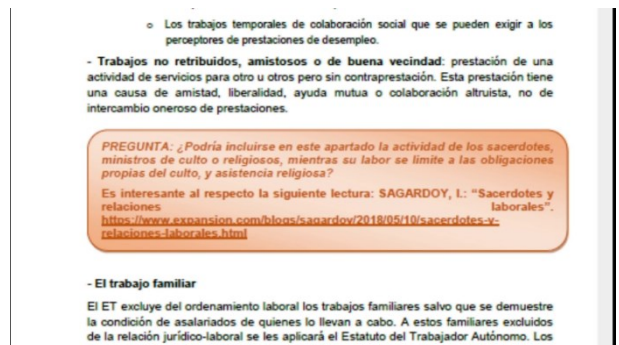 o Los trabajos temporales de colaboración social que se pueden exigir a los
perceptores de prestaciones de desempleo.
- Trabajos no retribuidos, amistosos o de buena vecindad: prestación de una
actividad de servicios para otro u otros pero sin contraprestación. Esta prestación tiene
una causa de amistad, liberalidad, ayuda mutua o colaboración altruista, no de
intercambio oneroso de prestaciones.
PREGUNTA: ¿Podría incluirse en este apartado la actividad de los sacerdotes,
ministros de culto o religiosos, mientras su labor se limite a las obligaciones
propias del culto, y asistencia religiosa?
Es interesante al respecto la siguiente lectura: SAGARDOY, I.: “Sacerdotes y
relaciones laborales”.
https://www.expansion.com/blogs/sagardoy/2018/05/10/sacerdotes-y-
relaciones-laborales.html
- El trabajo familiar
El ET excluye del ordenamiento laboral los trabajos familiares salvo que se demuestre
la condición de asalariados de quienes lo llevan a cabo. A estos familiares excluidos
de la relación jurídico-laboral se les aplicará el Estatuto del Trabajador Autónomo. Los